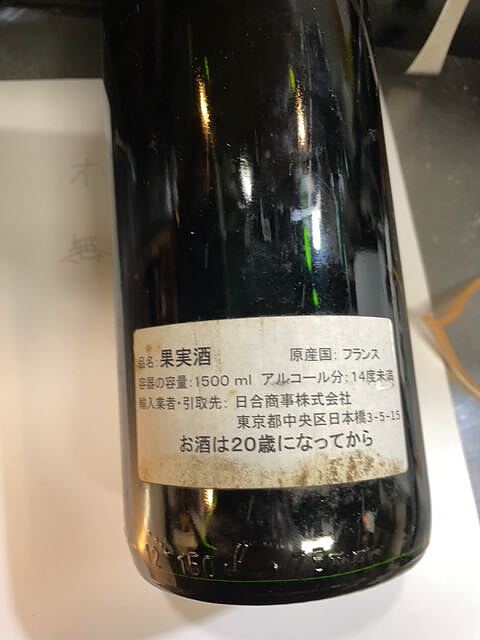 品名: 果実酒 原産国: フランス
容器の容量: 1500 ml アルコール分: 14度未満
輸入業者・引取先: 日合商事株式会社
東京都中央区日本橋3-5-15
お酒は20歳になってから
150